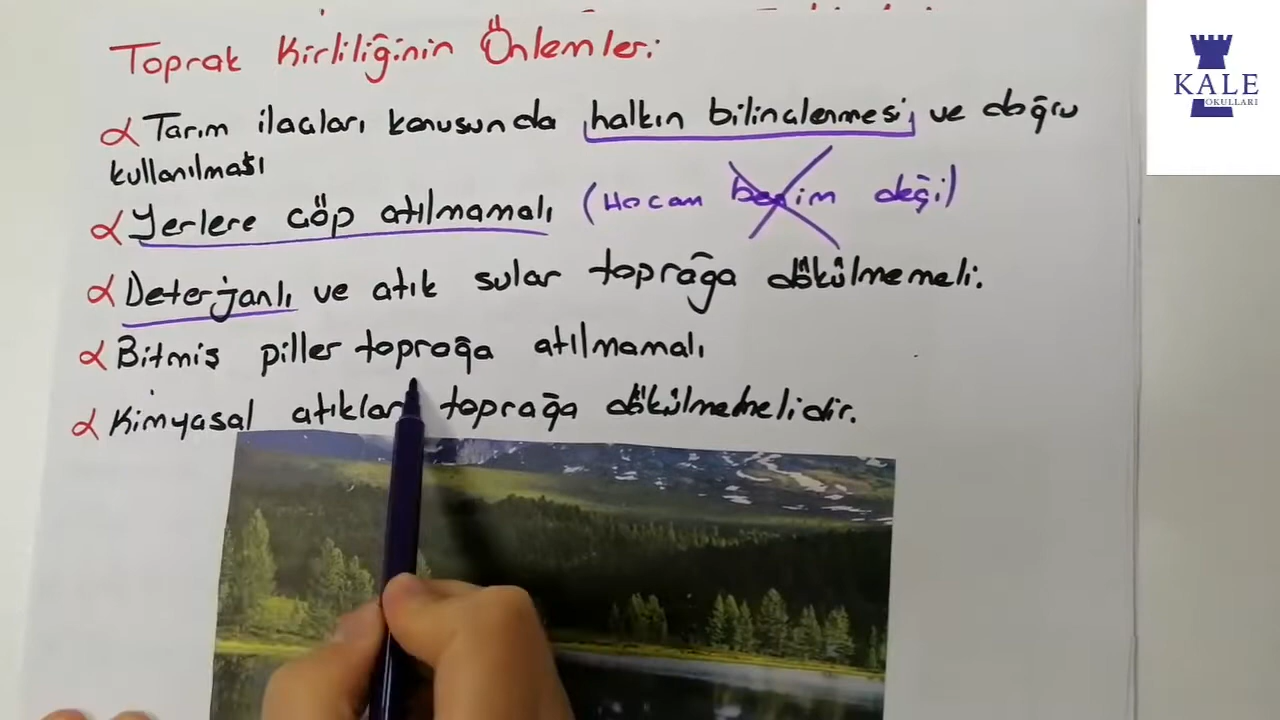 Toprak Kirliliğinin Önlemleri
α Tarım ilaçları konusunda halkın bilinçlenmesi ve doğru
kullanılması
α Yerlere çöp atılmamalı (Hocam benim değil)
α Deterjanlı ve atık sular toprağa dökülmemeli.
α Bitmiş piller toprağa atılmamalı
α Kimyasal atıklar toprağa dökülmemelidir.
KALE
OKULLARI